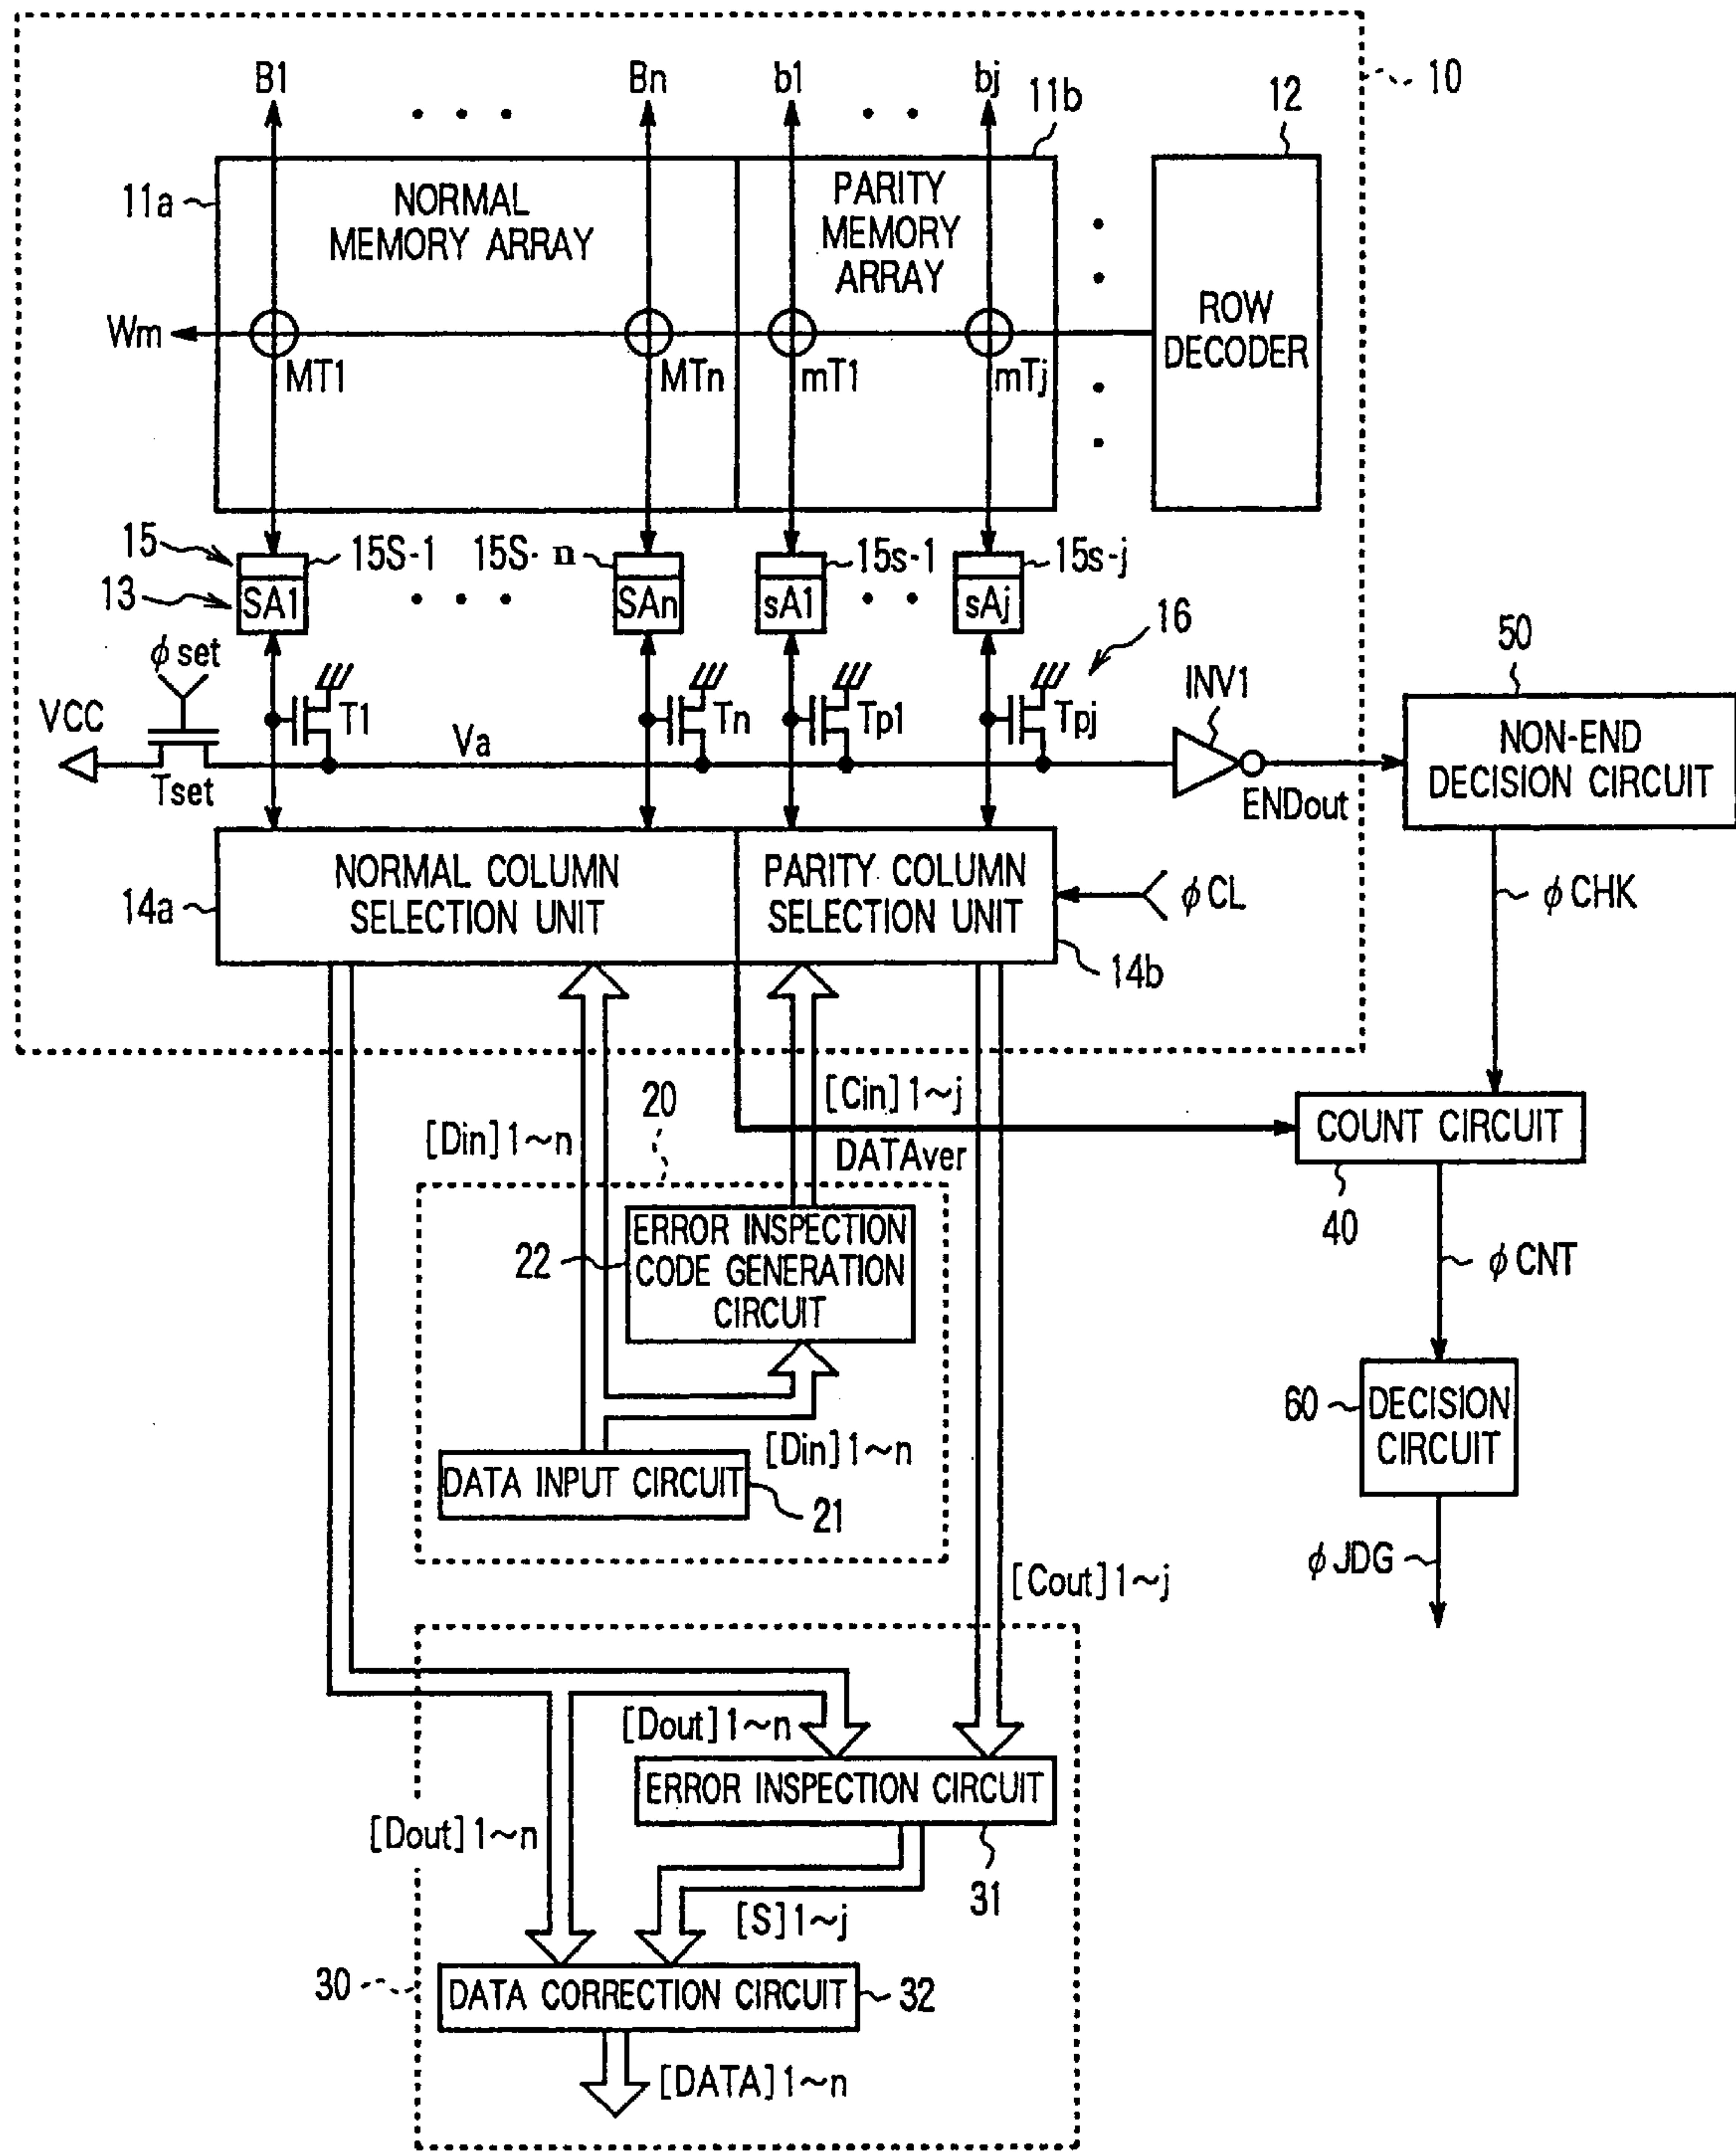 B1
Bn
b1
bj
11b
12
10
11a
NORMAL
MEMORY ARRAY
PARITY
MEMORY
ARRAY
ROW
DECODER
Wm
MT1
MTn
mT1
mTj
15
15S-1
15S-n
15s-1
15s-j
13
SA1
SAn
sA1
sAj
16
50
φset
INV1
VCC
T1
Va
Tn
Tp1
Tpj
NON-END
DECISION CIRCUIT
Tset
ENDout
14a
NORMAL COLUMN
SELECTION UNIT
PARITY COLUMN
SELECTION UNIT
φCL
φCHK
14b
[Din]1~n
20
[Cin]1~j
DATAver
COUNT CIRCUIT
40
22
ERROR INSPECTION
CODE GENERATION
CIRCUIT
φCNT
60
DECISION
CIRCUIT
[Din]1~n
DATA INPUT CIRCUIT
21
φJDG
[Cout]1~j
[Dout]1~n
ERROR INSPECTION CIRCUIT
[Dout]1~n
31
[S]1~j
30
DATA CORRECTION CIRCUIT
32
[DATA]1~n